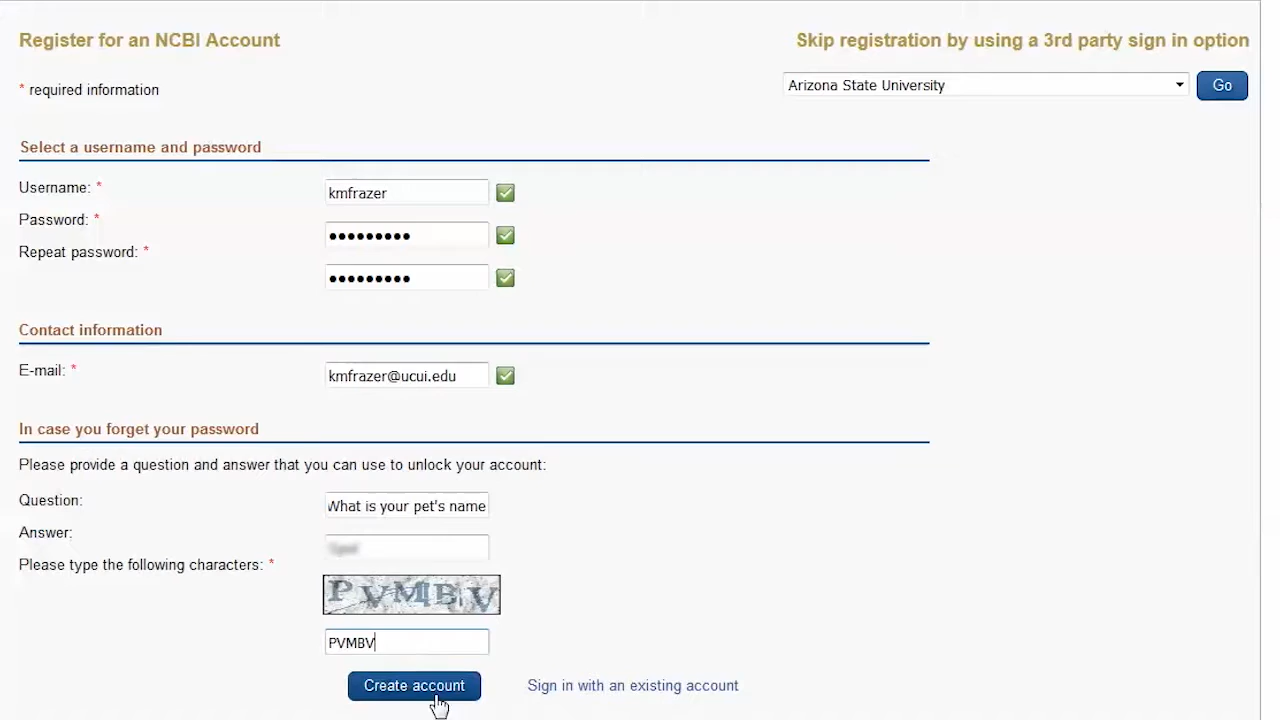 Register for an NCBI Account
Skip registration by using a 3rd party sign in option
* required information
Arizona State University
Go
Select a username and password
Username: *
kmfrazer
Password: *
•••••••••
Repeat password: *
•••••••••
Contact information
E-mail: *
kmfrazer@ucui.edu
In case you forget your password
Please provide a question and answer that you can use to unlock your account:
Question:
What is your pet's name
Answer:
Please type the following characters: *
PVMBV
PVMBV
Create account
Sign in with an existing account